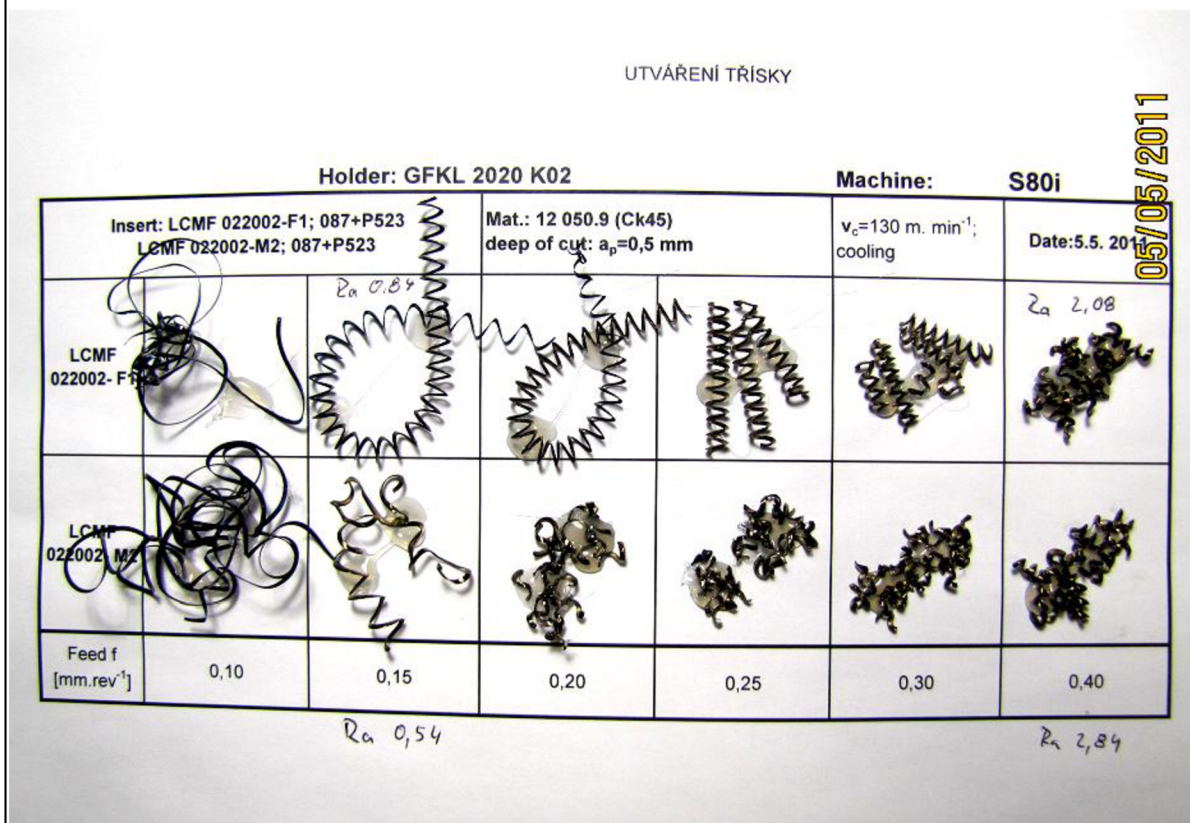 UTVÁŘENÍ TŘÍSKY
05/05/2011
Holder: GFKL 2020 K02 Machine: S80i
Insert: LCMF 022002-F1; 087+P523
LCMF 022002-M2; 087+P523
Mat.: 12 050.9 (Ck45)
deep of cut: aₚ=0,5 mm
v꜀=130 m. min⁻¹;
cooling
Date:5.5. 2011
Ra 0,84
Ra 2,08
LCMF
022002- F1
LCMF
022002- M2
Feed f
[mm.rev⁻¹]
0,10 0,15 0,20 0,25 0,30 0,40
Ra 0,54
Ra 2,84